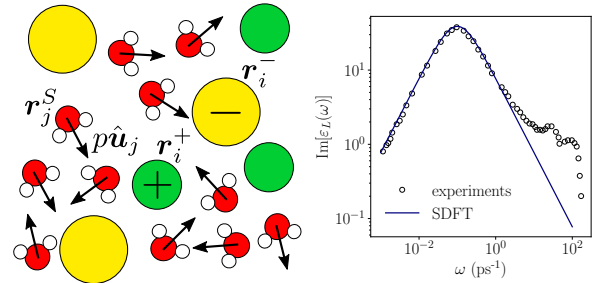 r_i^-
−
r_j^S
pû_j
r_i^+
+
Im[ε_L(ω)]
10^1
10^0
10^{-1}
experiments
SDFT
10^{-2}
10^0
10^2
ω (ps^{-1})